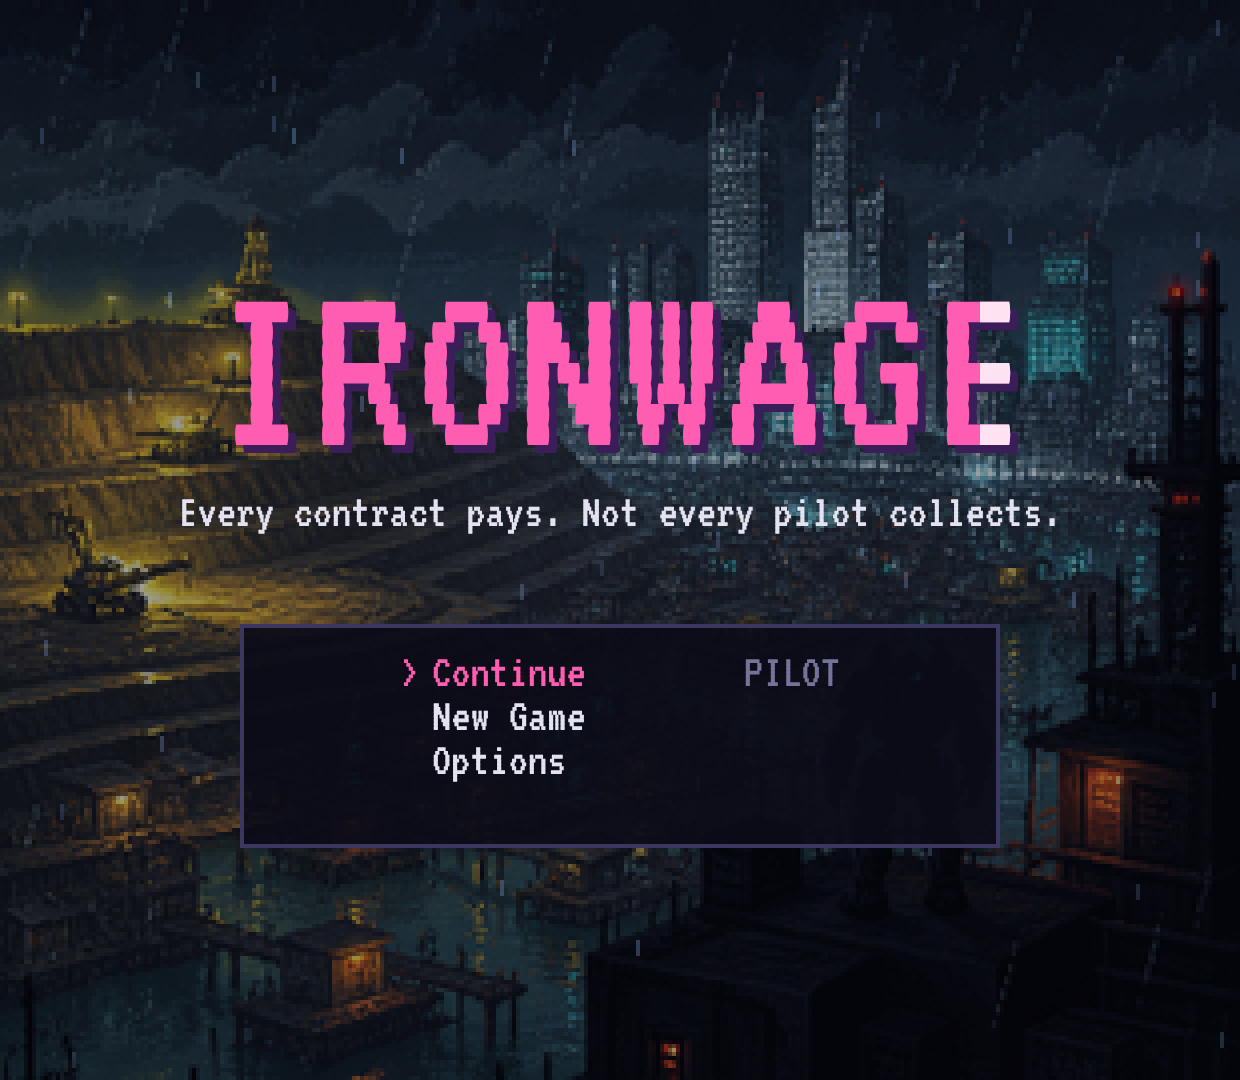 IRONWAGE
Every contract pays. Not every pilot collects.
> Continue PILOT
New Game
Options